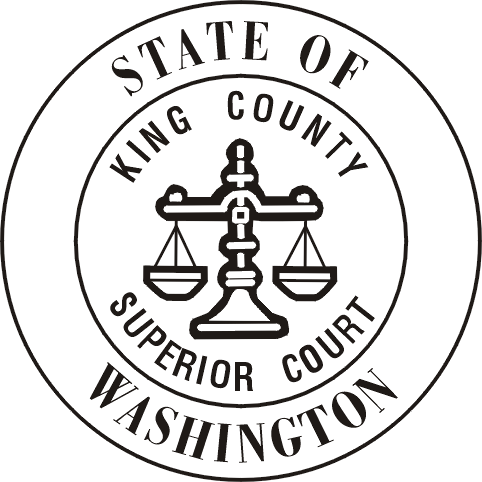 STATE OF
KING COUNTY
SUPERIOR COURT
WASHINGTON